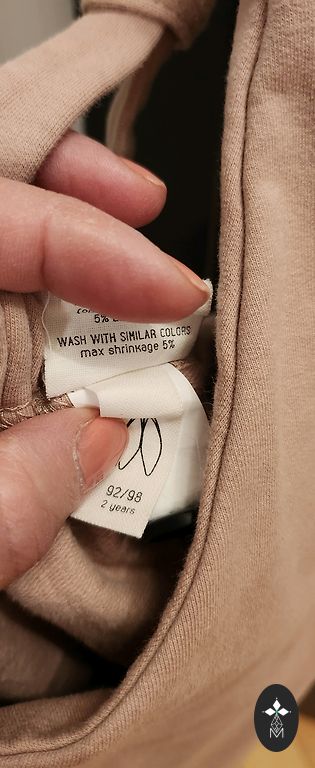 5%
WASH WITH SIMILAR COLORS
max shrinkage 5%
92/98
2 years
M